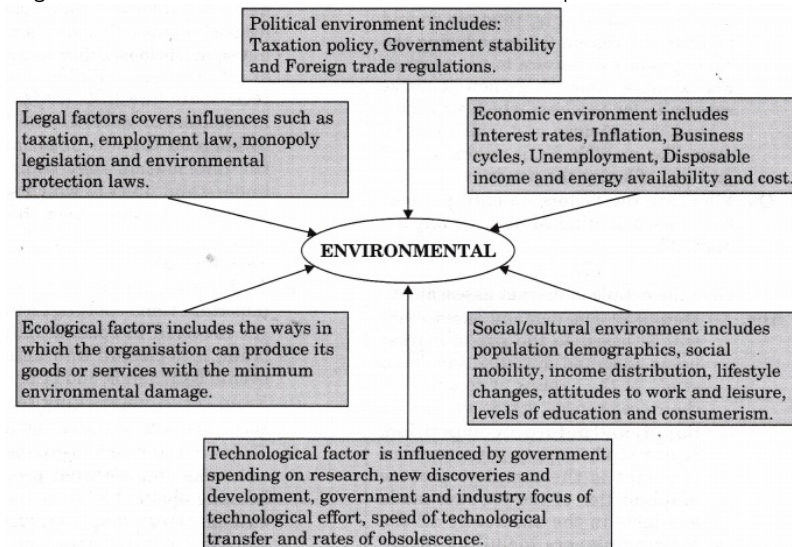 Political environment includes:
Taxation policy, Government stability
and Foreign trade regulations.
Legal factors covers influences such as
taxation, employment law, monopoly
legislation and environmental
protection laws.
Economic environment includes
Interest rates, Inflation, Business
cycles, Unemployment, Disposable
income and energy availability and cost.
ENVIRONMENTAL
Ecological factors includes the ways in
which the organisation can produce its
goods or services with the minimum
environmental damage.
Social/cultural environment includes
population demographics, social
mobility, income distribution, lifestyle
changes, attitudes to work and leisure,
levels of education and consumerism.
Technological factor is influenced by government
spending on research, new discoveries and
development, government and industry focus of
technological effort, speed of technological
transfer and rates of obsolescence.